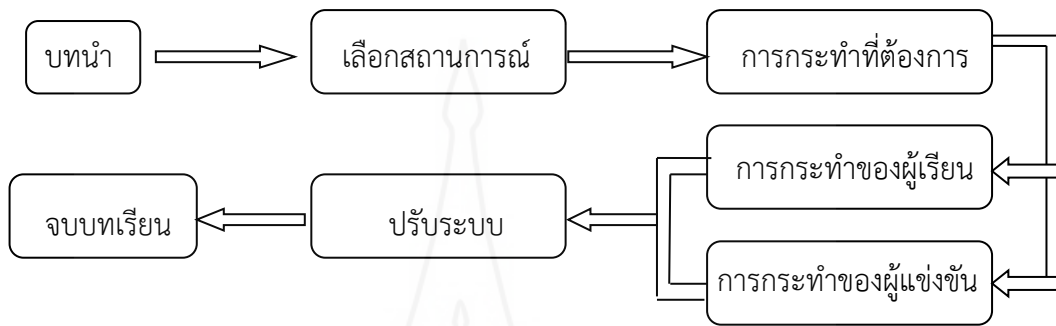 บทนำ
เลือกสถานการณ์
การกระทำที่ต้องการ
การกระทำของผู้เรียน
การกระทำของผู้แข่งขัน
ปรับระบบ
จบบทเรียน